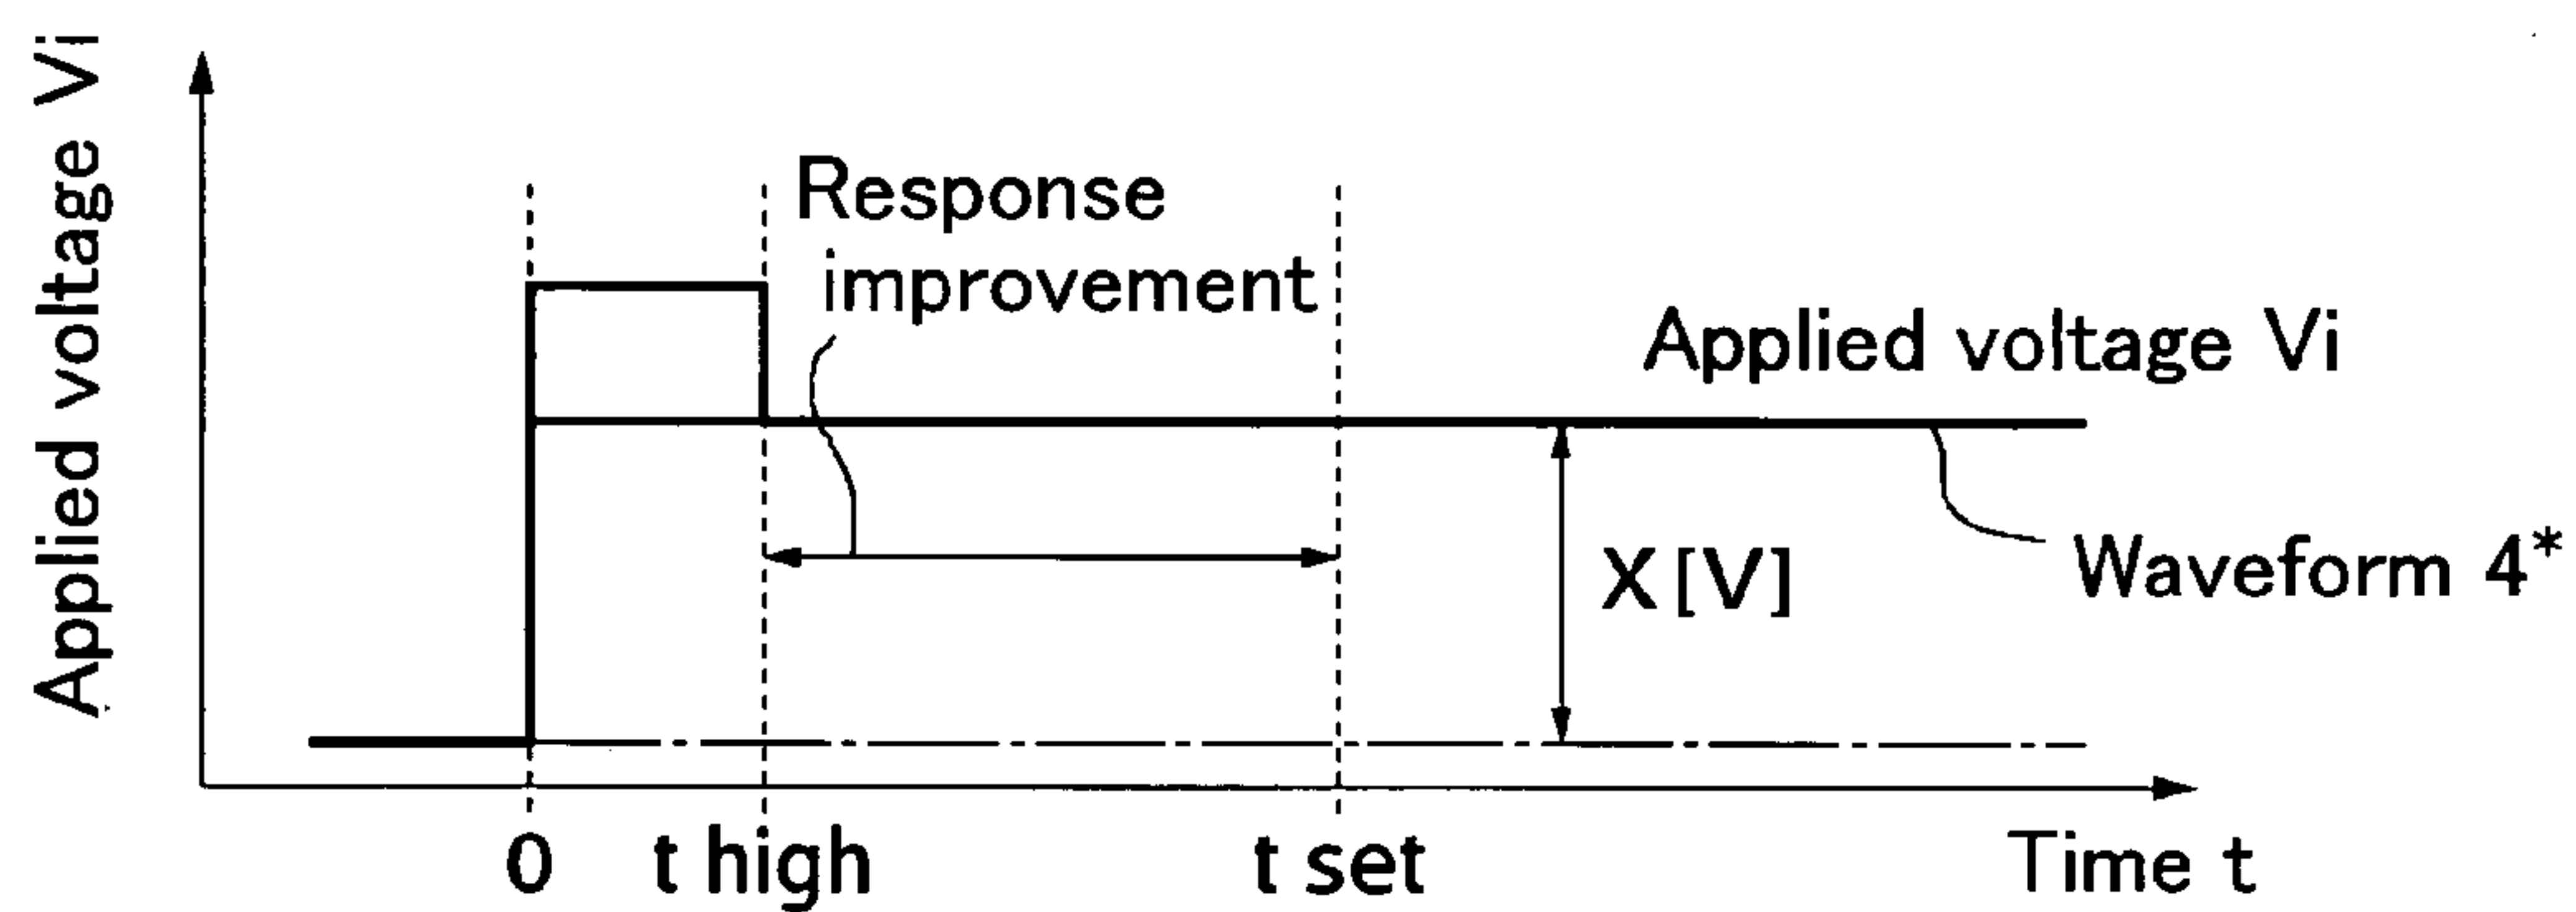 Applied voltage Vi
Response
improvement
Applied voltage Vi
X [V]
Waveform 4*
0
t high
t set
Time t